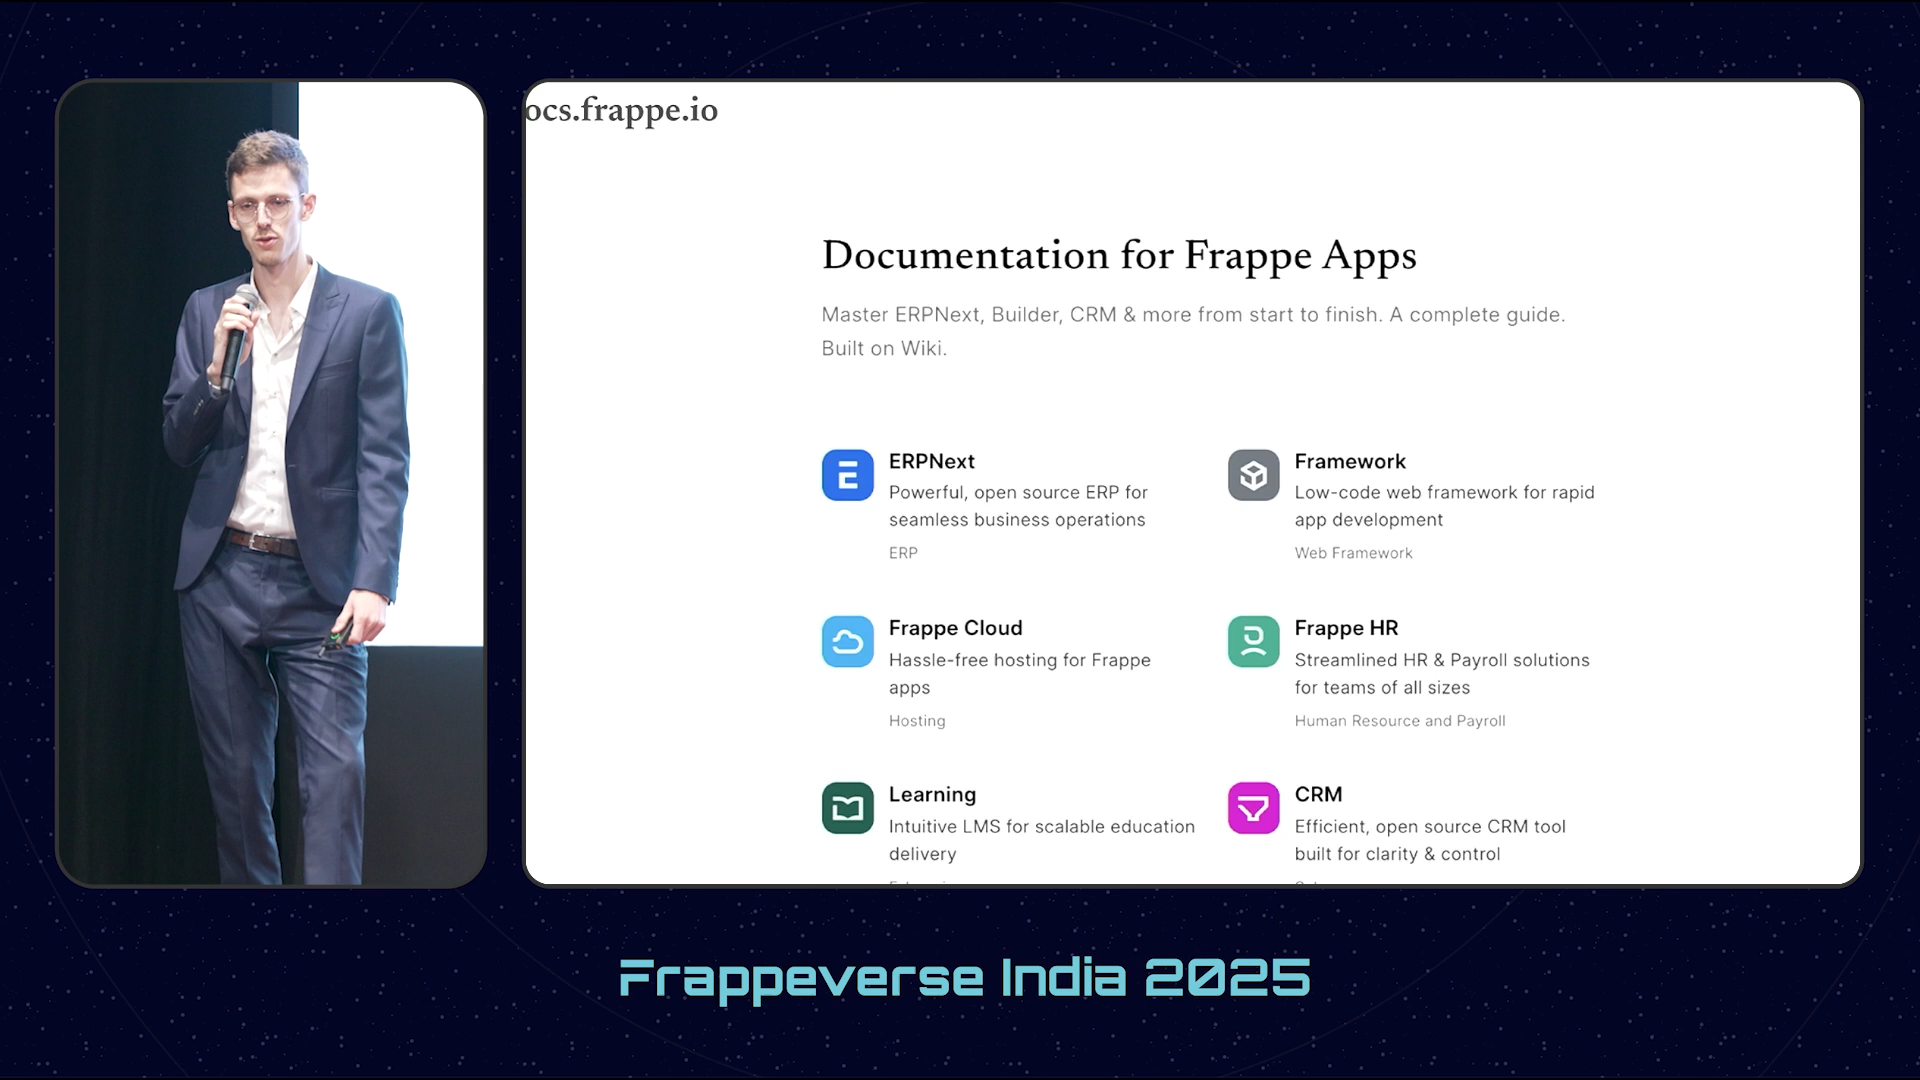 ocs.frappe.io
Documentation for Frappe Apps
Master ERPNext, Builder, CRM & more from start to finish. A complete guide.
Built on Wiki.
ERPNext
Powerful, open source ERP for
seamless business operations
ERP
Framework
Low-code web framework for rapid
app development
Web Framework
Frappe Cloud
Hassle-free hosting for Frappe
apps
Hosting
Frappe HR
Streamlined HR & Payroll solutions
for teams of all sizes
Human Resource and Payroll
Learning
Intuitive LMS for scalable education
delivery
CRM
Efficient, open source CRM tool
built for clarity & control
Frappeverse India 2025